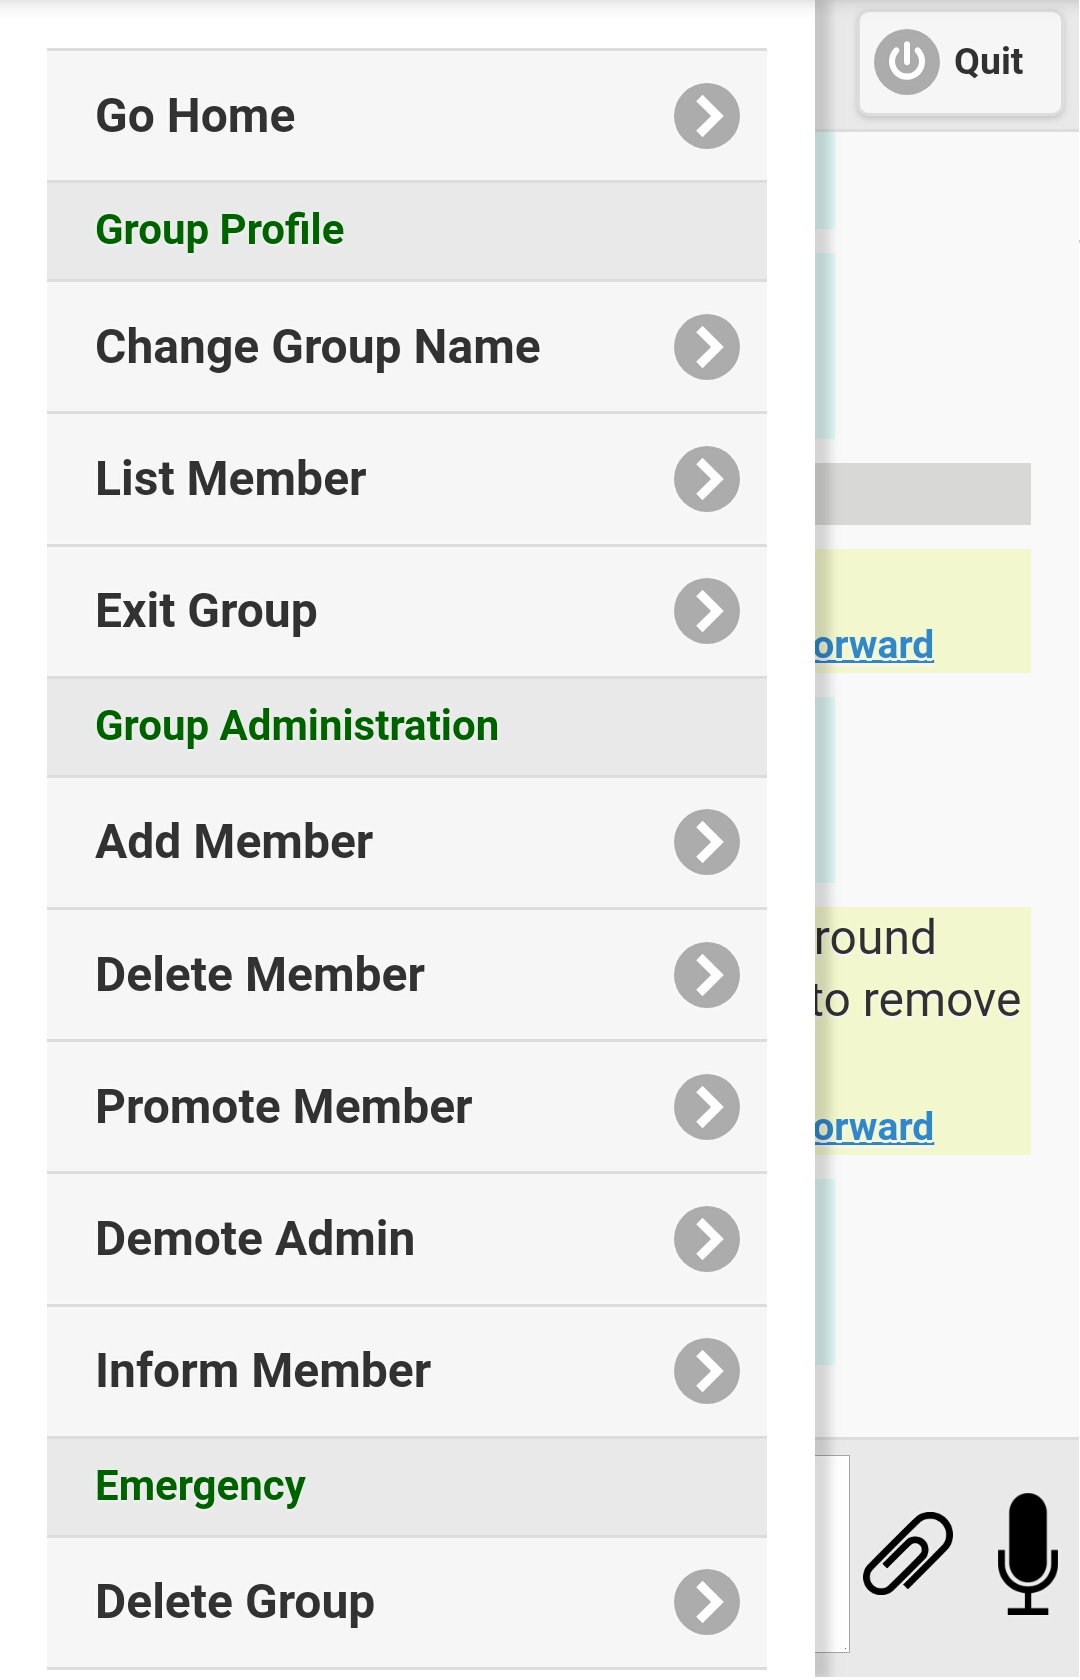 Quit
Go Home
Group Profile
Change Group Name
List Member
Exit Group
Group Administration
Add Member
Delete Member
Promote Member
Demote Admin
Inform Member
Emergency
Delete Group
orward
round
to remove
orward